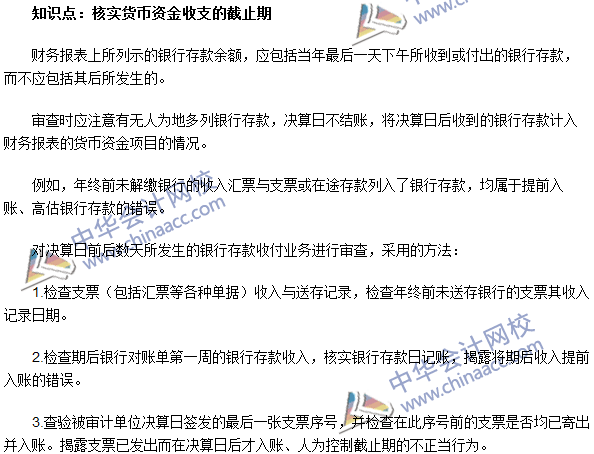 知识点：核实货币资金收支的截止期
财务报表上所列示的银行存款余额，应包括当年最后一天下午所收到或付出的银行存款，
而不应包括其后所发生的。
审查时应注意有无人为地多列银行存款，决算日不结账，将决算日后收到的银行存款计入
财务报表的货币资金项目的情况。
例如，年终前未解缴银行的收入汇票与支票或在途存款列入了银行存款，均属于提前入
账、高估银行存款的错误。
对决算日前后数天所发生的银行存款收付业务进行审查，采用的方法：
1.检查支票（包括汇票等各种单据）收入与送存记录，检查年终前未送存银行的支票其收入
记录日期。
2.检查期后银行对账单第一周的银行存款收入，核实银行存款日记账，揭露将期后收入提前
入账的错误。
3.查验被审计单位决算日签发的最后一张支票序号，并检查在此序号前的支票是否均已寄出
并入账。揭露支票已发出而在决算日后才入账、人为控制截止期的不正当行为。
中华会计网校
www.chinaacc.com
中华会计网校
www.chinaacc.com
中华会计网校
www.chinaacc.com